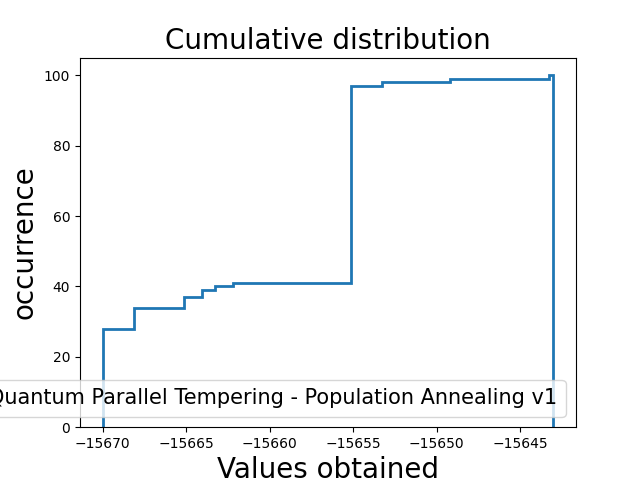 Cumulative distribution
100
80
60
40
20
0
occurrence
Parallel Tempering - Population Annealing v1
−15670 −15665 −15660 −15655 −15650 −15645
Values obtained